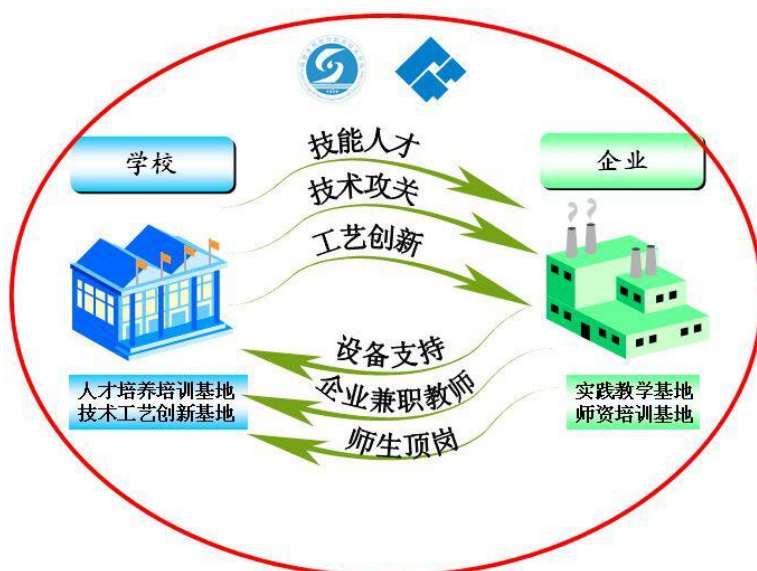 学校
企业
技能人才
技术攻关
工艺创新
设备支持
企业兼职教师
师生顶岗
人才培养培训基地
技术工艺创新基地
实践教学基地
师资培训基地